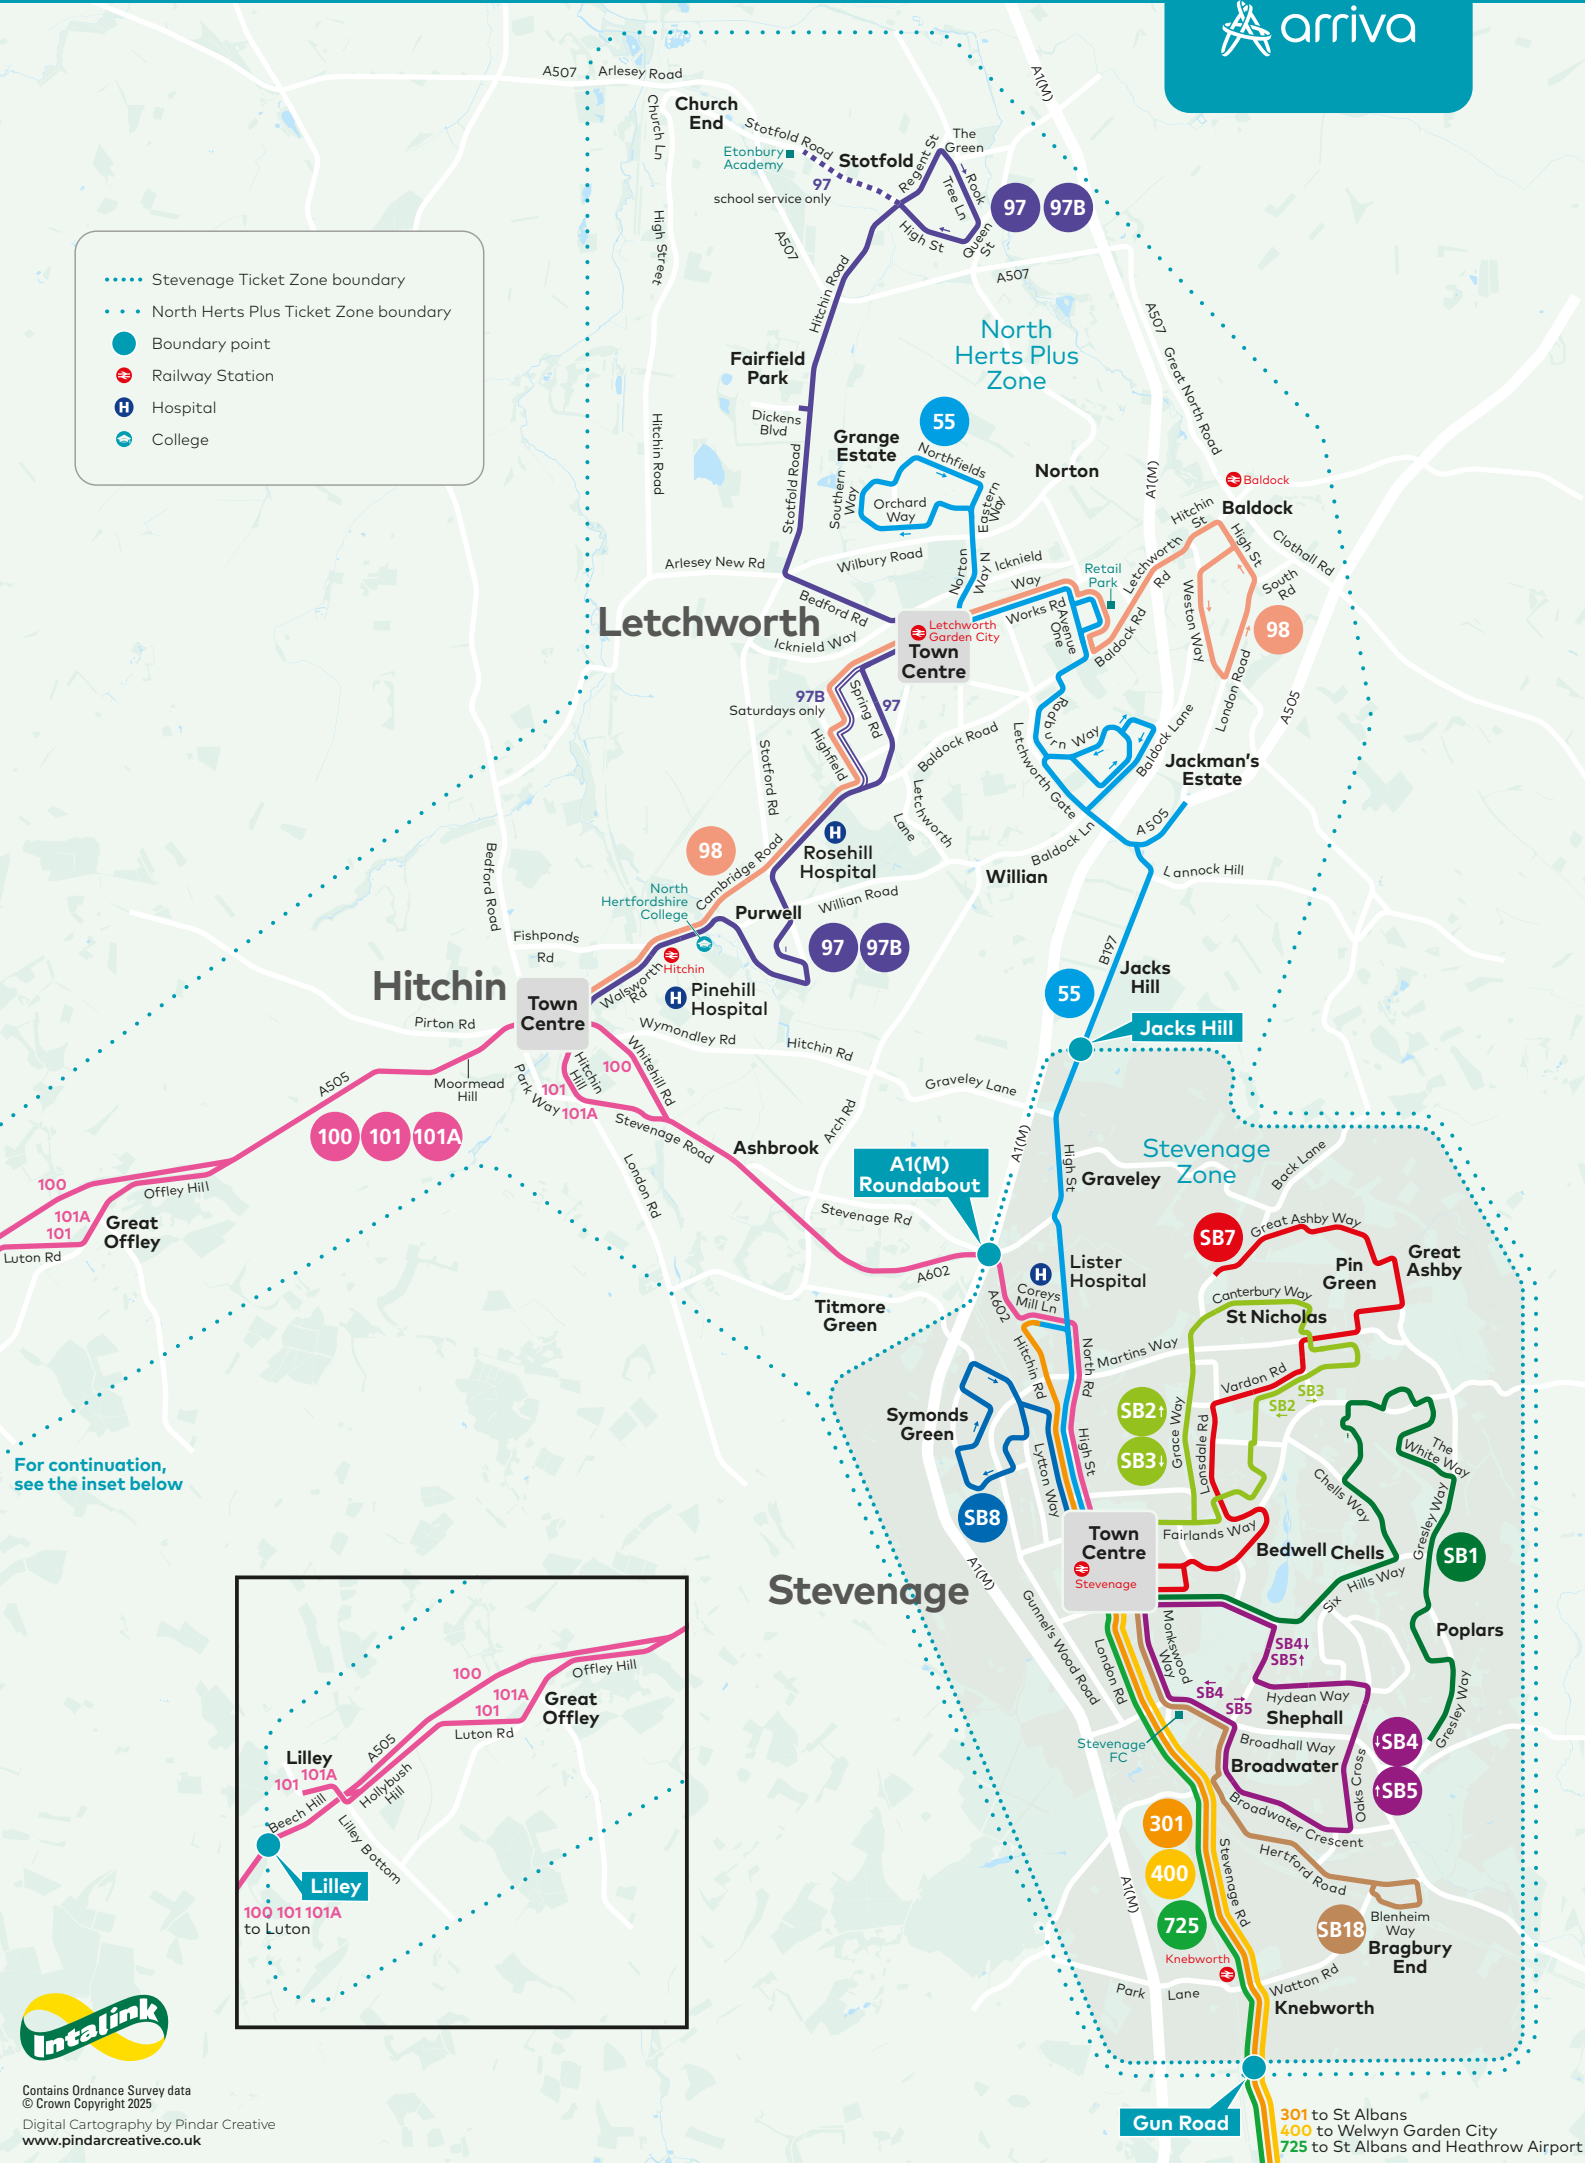 arriva
A507
Arlesey Road
A1(M)
Church
End
Church Ln
Stotfold Road
The
Green
Etonbury
Academy
Stotfold
Regent St
Rook
Tree Ln
97
school service only
97
97B
High St
Queen
St
High Street
A507
A507
Stevenage Ticket Zone boundary
North Herts Plus Ticket Zone boundary
Boundary point
Railway Station
H
Hospital
College
Hitchin Road
A507
North
Herts Plus
Zone
Fairfield
Park
Great North Road
Dickens
Blvd
55
Grange
Estate
Northfields
Hitchin Road
Stotfold Road
Southern
Way
Orchard
Way
Eastern
Way
Norton
A1(M)
Baldock
Baldock
Hitchin
St
High St
Clothall Rd
Arlesey New Rd
Wilbury Road
Norton
Way N
Icknield
Way
Retail
Park
Letchworth
Rd
South
Rd
Weston Way
Bedford Rd
Letchworth
Letchworth
Garden City
Town
Centre
Works Rd
Avenue
One
Baldock Rd
98
Icknield Way
97B
Saturdays only
Spring Rd
97
London Road
A505
Highfield
Stotford Rd
Baldock Road
Radburn Way
Letchworth Gate
Baldock Lane
Jackman's
Estate
Letchworth
Lane
A505
Baldock Ln
Bedford Road
98
Cambridge Road
H
Rosehill
Hospital
Willian
Lannock Hill
North
Hertfordshire
College
Purwell
Willian Road
Fishponds
Rd
97
97B
B197
Hitchin
Town
Centre
Walsworth
Rd
Hitchin
H
Pinehill
Hospital
55
Jacks
Hill
Jacks Hill
Pirton Rd
Wymondley Rd
Hitchin Rd
Moormead
Hill
A505
Hitchin
Hill
Park Way
100
101
101A
Whitehill Rd
Graveley Lane
100
101
101A
Stevenage Road
Ashbrook
Arch Rd
A1(M)
High St
Stevenage
Zone
Back Lane
A1(M)
Roundabout
Graveley
100
Offley Hill
101A
101
Great
Offley
Luton Rd
London Rd
Stevenage Rd
A602
SB7
Great Ashby Way
Great
Ashby
Pin
Green
H
Lister
Hospital
Coreys
Mill Ln
A602
Canterbury Way
St Nicholas
Titmore
Green
Hitchin Rd
North Rd
Martins Way
Vardon Rd
SB3
SB2
Symonds
Green
SB2↑
SB3↓
Grace Way
Lonsdale Rd
High St
Lytton Way
The
White Way
Chells Way
Gresley Way
For continuation,
see the inset below
SB8
A1(M)
Town
Centre
Stevenage
Fairlands Way
Bedwell
Chells
SB1
Six Hills Way
Stevenage
Gunnel's Wood Road
London Rd
Monkswood
Way
SB4↓
SB5↑
Poplars
SB4
SB5
Hydean Way
Shephall
Gresley Way
Stevenage
FC
Broadhall Way
Broadwater
Oaks Cross
↓SB4
↑SB5
Broadwater Crescent
301
400
725
Stevenage Rd
Hertford Road
A1(M)
SB18
Blenheim
Way
Bragbury
End
Knebworth
Park Lane
Watton Rd
Knebworth
Gun Road
301 to St Albans
400 to Welwyn Garden City
725 to St Albans and Heathrow Airport
100
Offley Hill
101A
101
Great
Offley
Luton Rd
A505
Lilley
101
101A
Hollybush
Hill
Beech Hill
Lilley Bottom
Lilley
100 101 101A
to Luton
Intalink
Contains Ordnance Survey data
© Crown Copyright 2025
Digital Cartography by Pindar Creative
www.pindarcreative.co.uk